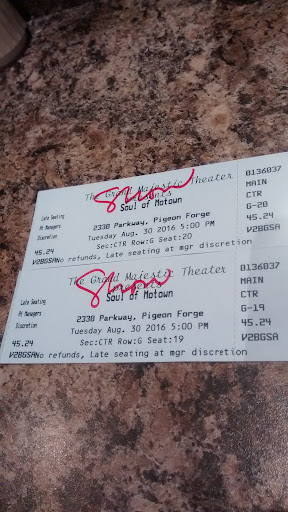 The Grand Majestic Theater
Presents
Soul of Motown
2330 Parkway, Pigeon Forge
Tuesday Aug. 30 2016 5:00 PM
Sec:CTR Row:G Seat:20
V2BGSANo refunds, Late seating at mgr discretion
Late Seating
At Managers
Discretion
45.24
0136037
MAIN
CTR
G-20
45.24
V2BGSA
The Grand Majestic Theater
Presents
Soul of Motown
2330 Parkway, Pigeon Forge
Tuesday Aug. 30 2016 5:00 PM
Sec:CTR Row:G Seat:19
V2BGSANo refunds, Late seating at mgr discretion
Late Seating
At Managers
Discretion
45.24
0136037
MAIN
CTR
G-19
45.24
V2BGSA